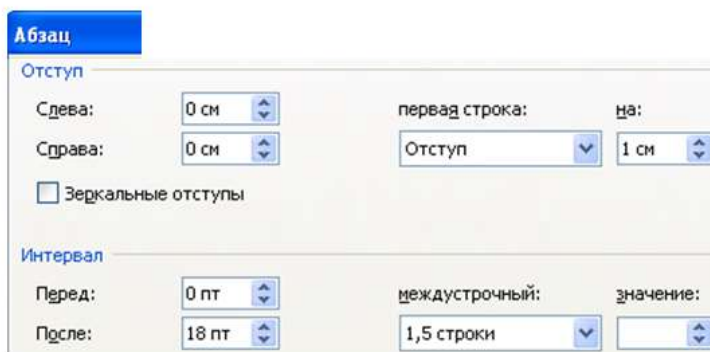 Абзац
Отступ
Слева: 0 см первая строка: на:
Справа: 0 см Отступ 1 см
Зеркальные отступы
Интервал
Перед: 0 пт междустрочный: значение:
После: 18 пт 1,5 строки